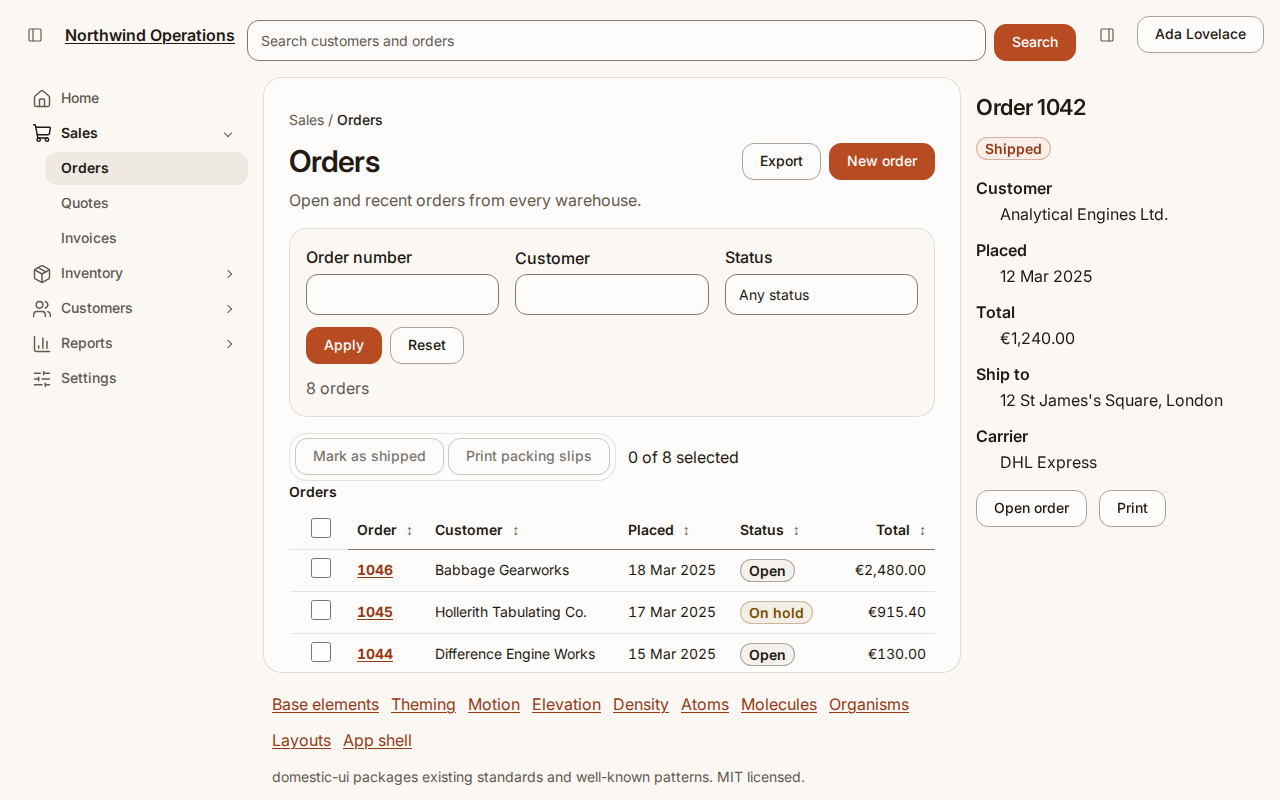 Northwind Operations
Search customers and orders
Search
Ada Lovelace
Home
Sales
Orders
Quotes
Invoices
Inventory
Customers
Reports
Settings
Sales / Orders
Orders
Export
New order
Open and recent orders from every warehouse.
Order number
Customer
Status
Any status
Apply
Reset
8 orders
Mark as shipped
Print packing slips
0 of 8 selected
Orders
Order ↕ Customer ↕ Placed ↕ Status ↕ Total ↕
1046 Babbage Gearworks 18 Mar 2025 Open €2,480.00
1045 Hollerith Tabulating Co. 17 Mar 2025 On hold €915.40
1044 Difference Engine Works 15 Mar 2025 Open €130.00
Order 1042
Shipped
Customer
Analytical Engines Ltd.
Placed
12 Mar 2025
Total
€1,240.00
Ship to
12 St James's Square, London
Carrier
DHL Express
Open order
Print
Base elements Theming Motion Elevation Density Atoms Molecules Organisms
Layouts App shell
domestic-ui packages existing standards and well-known patterns. MIT licensed.